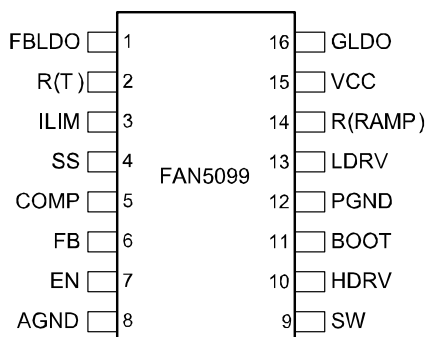 FBLDO 1 16 GLDO
R(T) 2 15 VCC
ILIM 3 14 R(RAMP)
SS 4 13 LDRV
FAN5099
COMP 5 12 PGND
FB 6 11 BOOT
EN 7 10 HDRV
AGND 8 9 SW